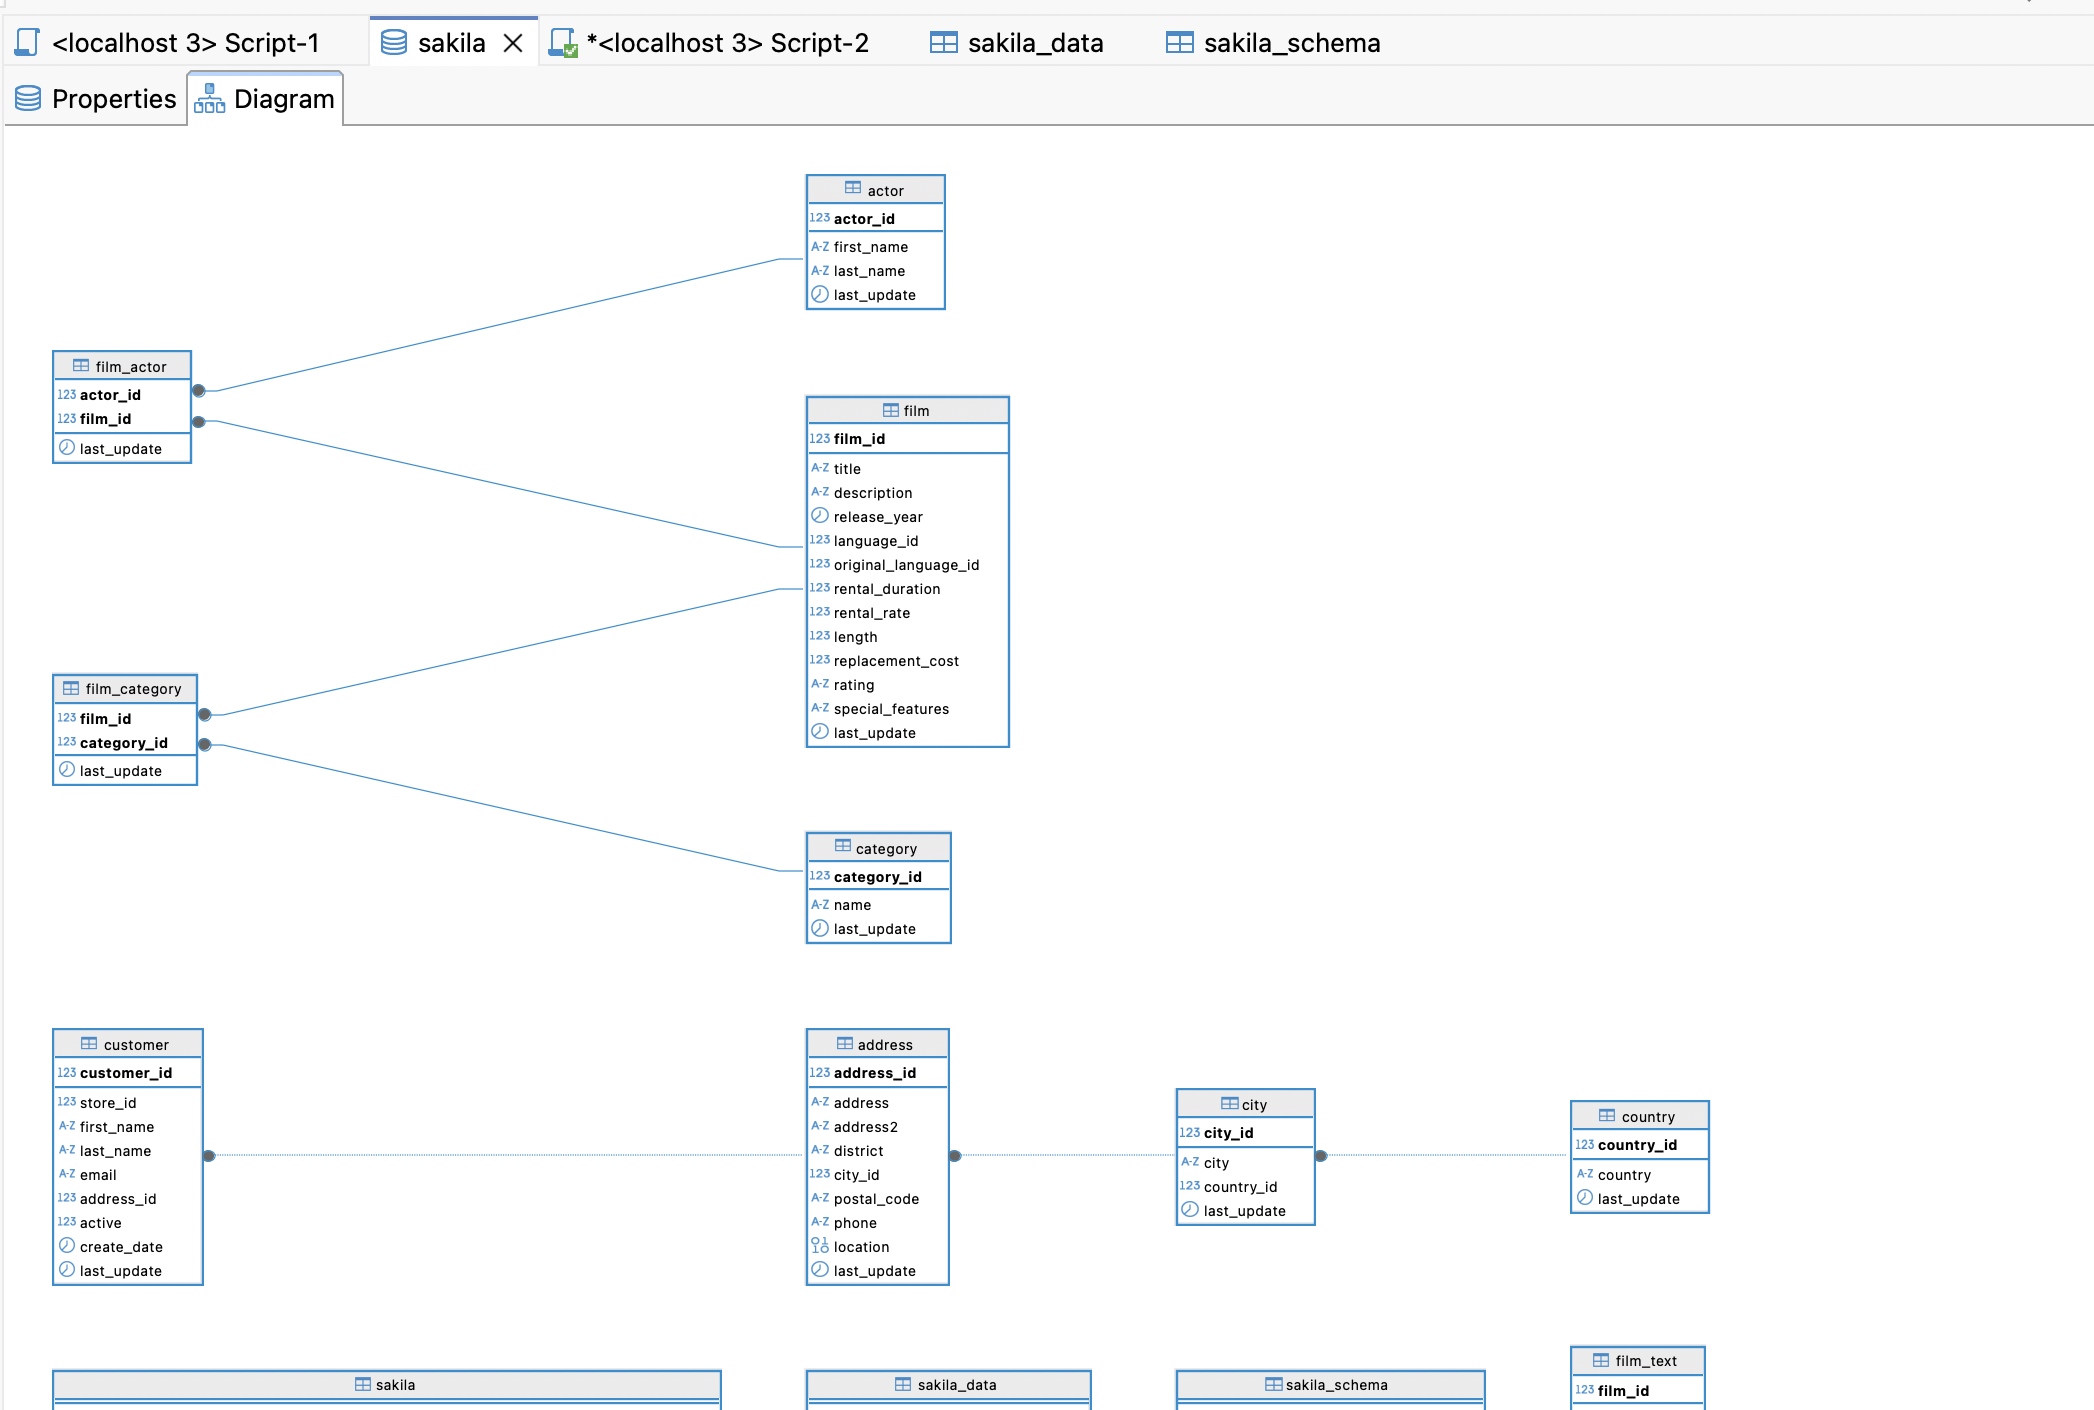 <localhost 3> Script-1
sakila
*<localhost 3> Script-2
sakila_data
sakila_schema
Properties
Diagram
actor
123 actor_id
A-Z first_name
A-Z last_name
last_update
film_actor
123 actor_id
123 film_id
last_update
film
123 film_id
A-Z title
A-Z description
release_year
123 language_id
123 original_language_id
123 rental_duration
123 rental_rate
123 length
123 replacement_cost
A-Z rating
A-Z special_features
last_update
film_category
123 film_id
123 category_id
last_update
category
123 category_id
A-Z name
last_update
customer
123 customer_id
123 store_id
A-Z first_name
A-Z last_name
A-Z email
123 address_id
123 active
create_date
last_update
address
123 address_id
A-Z address
A-Z address2
A-Z district
123 city_id
A-Z postal_code
A-Z phone
location
last_update
city
123 city_id
A-Z city
123 country_id
last_update
country
123 country_id
A-Z country
last_update
sakila
sakila_data
sakila_schema
film_text
123 film_id